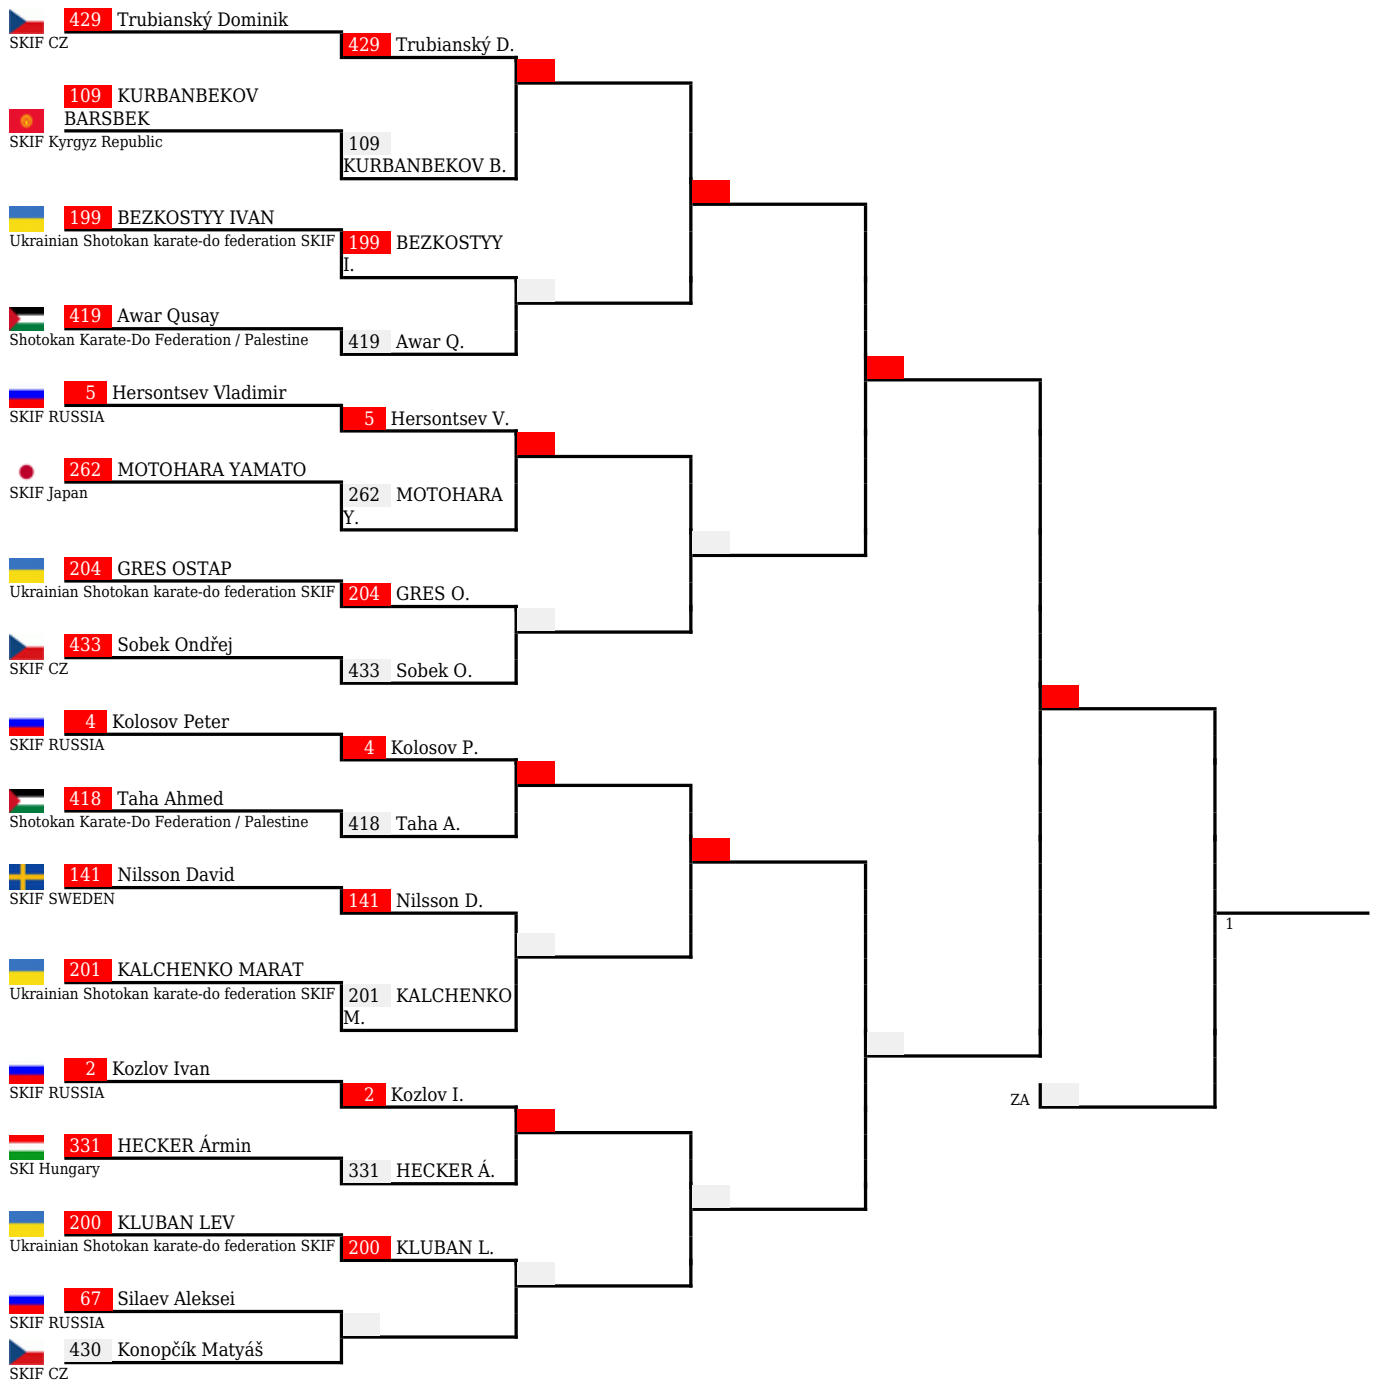 429 Trubianský Dominik
SKIF CZ
429 Trubianský D.
109 KURBANBEKOV
BARSBEK
SKIF Kyrgyz Republic
109
KURBANBEKOV B.
199 BEZKOSTYY IVAN
Ukrainian Shotokan karate-do federation SKIF
199 BEZKOSTYY
I.
419 Awar Qusay
Shotokan Karate-Do Federation / Palestine
419 Awar Q.
5 Hersontsev Vladimir
SKIF RUSSIA
5 Hersontsev V.
262 MOTOHARA YAMATO
SKIF Japan
262 MOTOHARA
Y.
204 GRES OSTAP
Ukrainian Shotokan karate-do federation SKIF
204 GRES O.
433 Sobek Ondřej
SKIF CZ
433 Sobek O.
4 Kolosov Peter
SKIF RUSSIA
4 Kolosov P.
418 Taha Ahmed
Shotokan Karate-Do Federation / Palestine
418 Taha A.
141 Nilsson David
SKIF SWEDEN
141 Nilsson D.
1
201 KALCHENKO MARAT
Ukrainian Shotokan karate-do federation SKIF
201 KALCHENKO
M.
2 Kozlov Ivan
SKIF RUSSIA
2 Kozlov I.
ZA
331 HECKER Ármin
SKI Hungary
331 HECKER Á.
200 KLUBAN LEV
Ukrainian Shotokan karate-do federation SKIF
200 KLUBAN L.
67 Silaev Aleksei
SKIF RUSSIA
430 Konopčík Matyáš
SKIF CZ